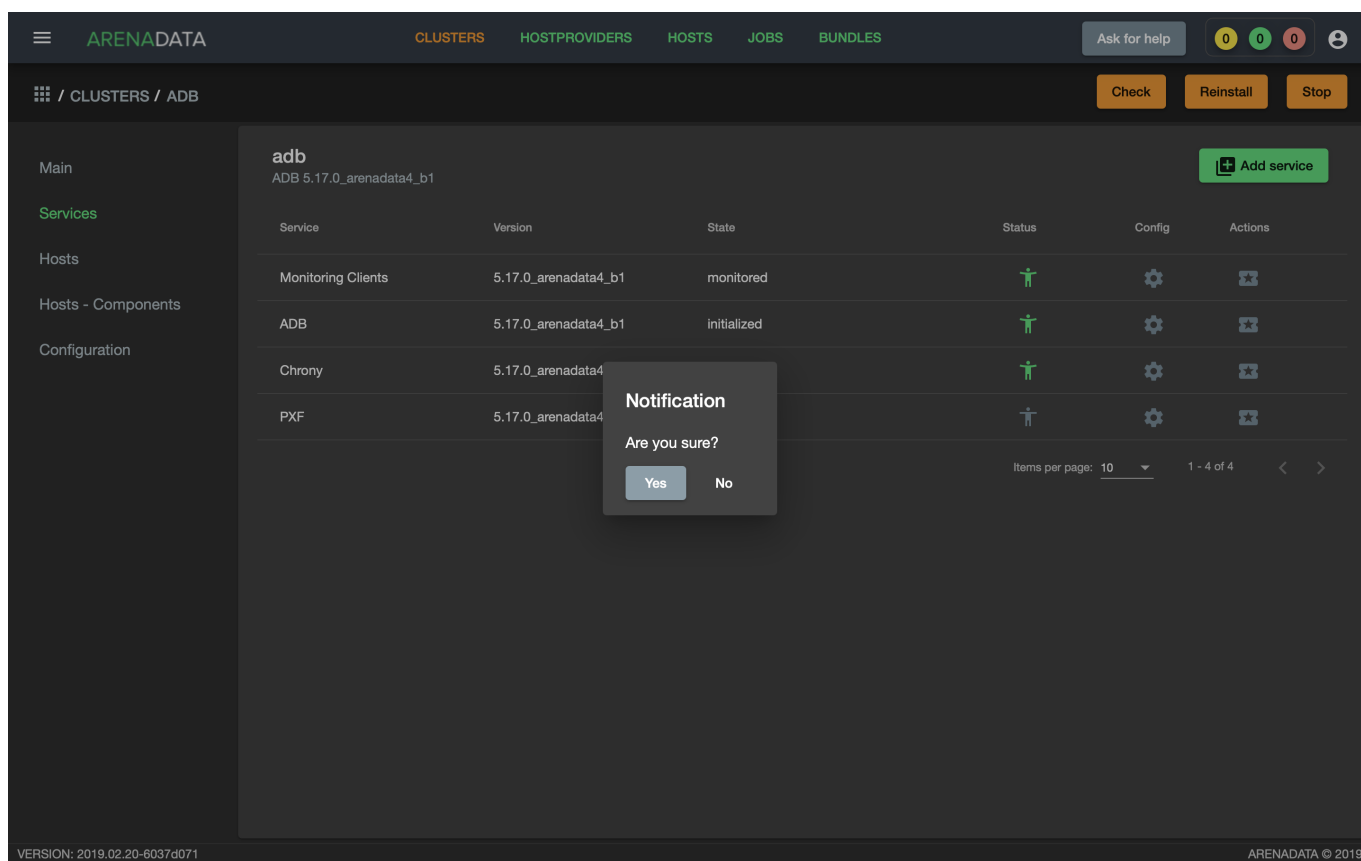 ARENADATA CLUSTERS HOSTPROVIDERS HOSTS JOBS BUNDLES Ask for help 0 0 0
/ CLUSTERS / ADB Check Reinstall Stop
Main
Services
Hosts
Hosts - Components
Configuration
adb
ADB 5.17.0_arenadata4_b1
Add service
Service Version State Status Config Actions
Monitoring Clients 5.17.0_arenadata4_b1 monitored
ADB 5.17.0_arenadata4_b1 initialized
Chrony 5.17.0_arenadata4
PXF 5.17.0_arenadata4
Notification
Are you sure?
Yes No
Items per page: 10 1 - 4 of 4
VERSION: 2019.02.20-6037d071 ARENADATA © 2019